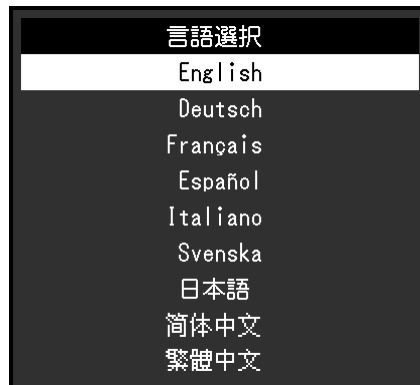 言語選択
English
Deutsch
Français
Español
Italiano
Svenska
日本語
简体中文
繁體中文